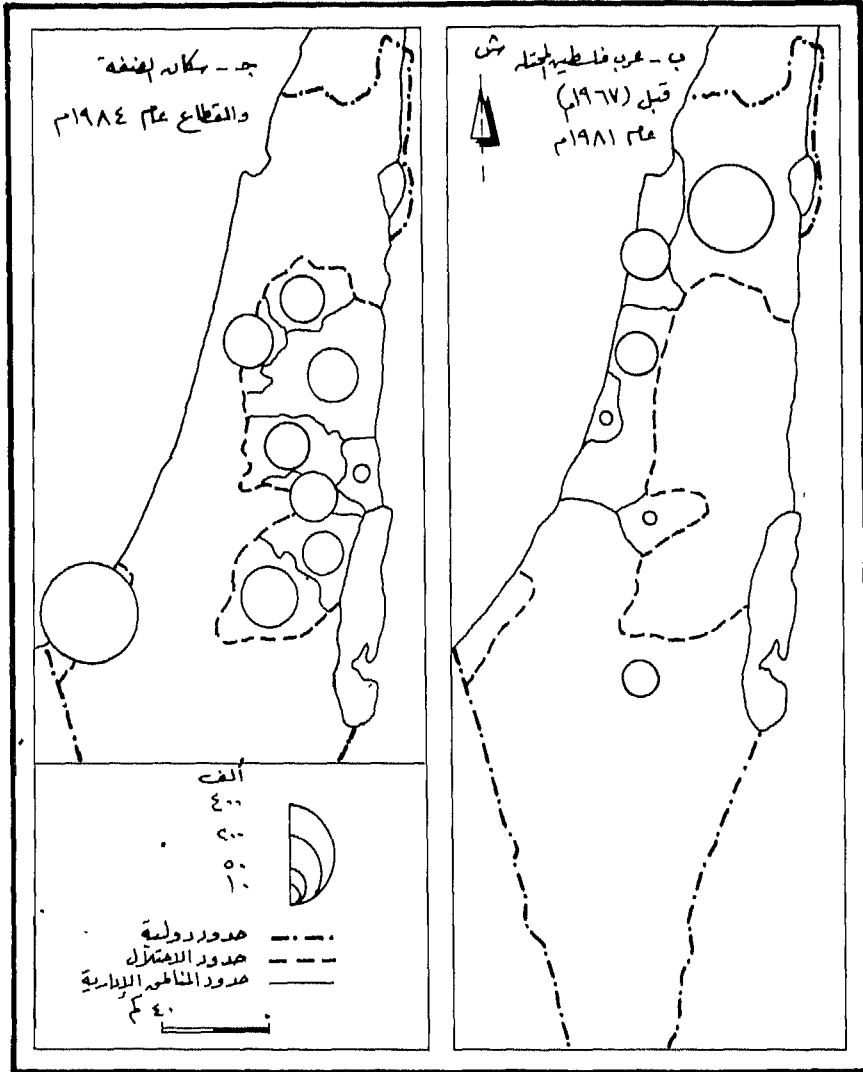 ب - عرب فلسطين المحتله
قبل (١٩٦٧م)
عام ١٩٨١م
ش
جـ - سكان الضفة
والقطاع عام ١٩٨٤م
ألف
٤٠٠
٢٠٠
٥٠
١٠
حدود دولية
حدود الاحتلال
حدود المناطق الإدارية
٤٠ كم